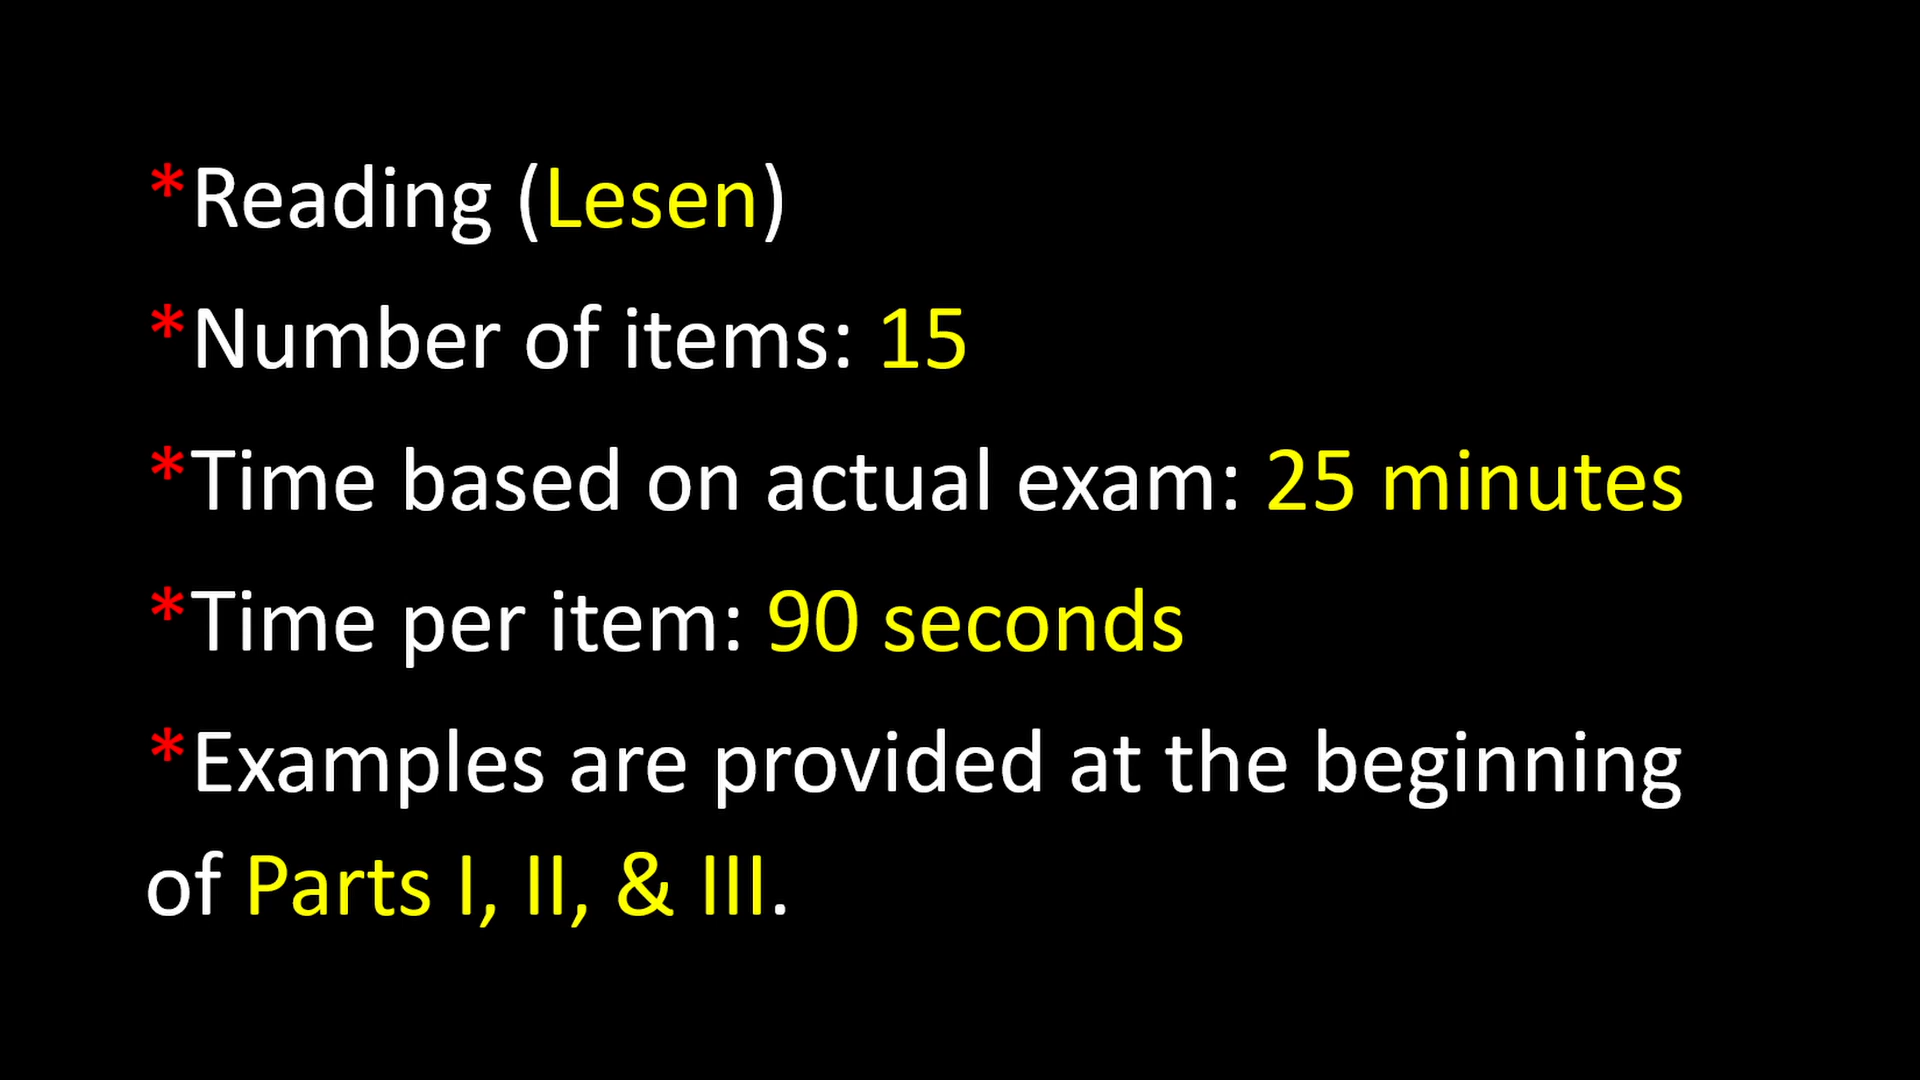 *Reading (Lesen)
*Number of items: 15
*Time based on actual exam: 25 minutes
*Time per item: 90 seconds
*Examples are provided at the beginning
of Parts I, II, & III.